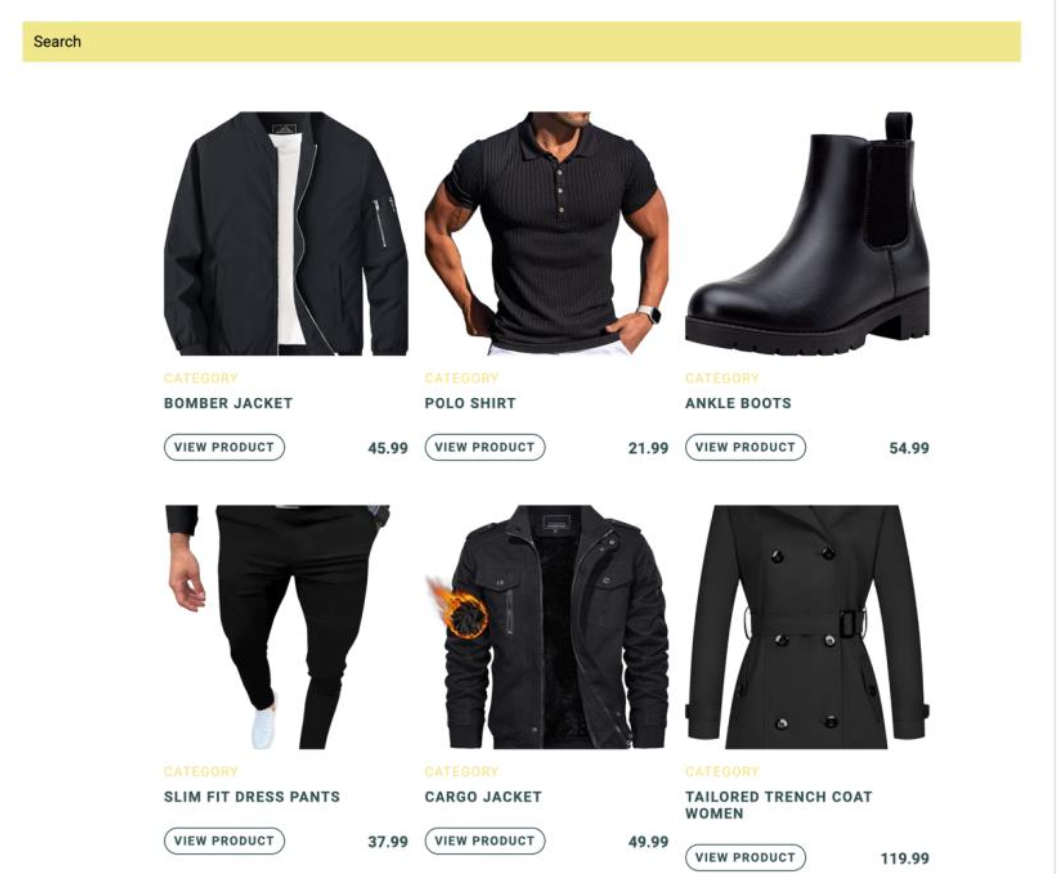 Search
CATEGORY
BOMBER JACKET
VIEW PRODUCT 45.99
CATEGORY
POLO SHIRT
VIEW PRODUCT 21.99
CATEGORY
ANKLE BOOTS
VIEW PRODUCT 54.99
CATEGORY
SLIM FIT DRESS PANTS
VIEW PRODUCT 37.99
CATEGORY
CARGO JACKET
VIEW PRODUCT 49.99
CATEGORY
TAILORED TRENCH COAT
WOMEN
VIEW PRODUCT 119.99